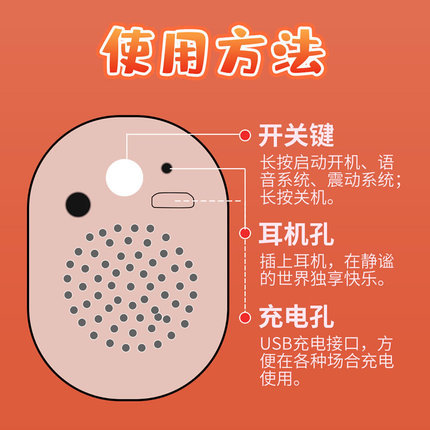 使用方法
开关键
长按启动开机、语
音系统、震动系统；
长按关机。
耳机孔
插上耳机，在静谧
的世界独享快乐。
充电孔
USB充电接口，方
便在各种场合充电
使用。